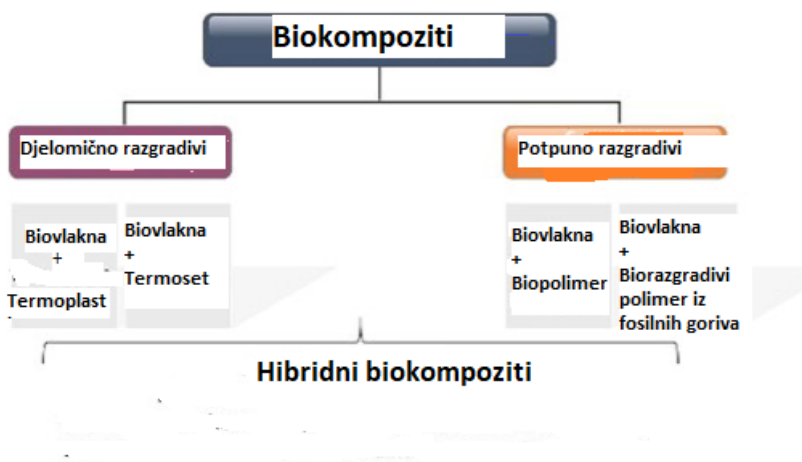 Biokompoziti
Djelomično razgradivi
Potpuno razgradivi
Biovlakna
+
Termoplast
Biovlakna
+
Termoset
Biovlakna
+
Biopolimer
Biovlakna
+
Biorazgradivi
polimer iz
fosilnih goriva
Hibridni biokompoziti